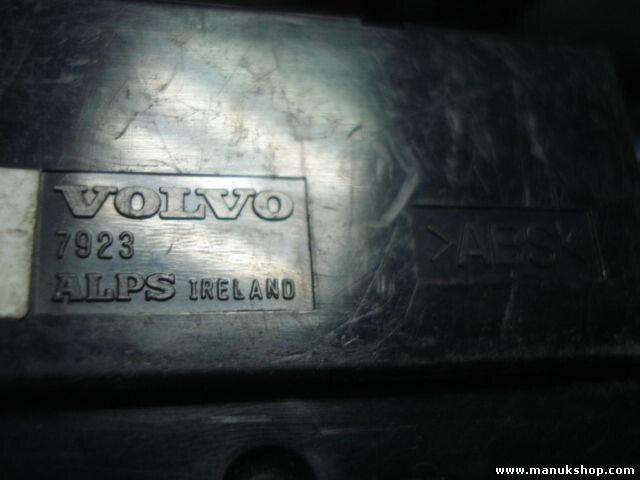 VOLVO
7923
ALPS IRELAND
>ABS<
www.manukshop.com